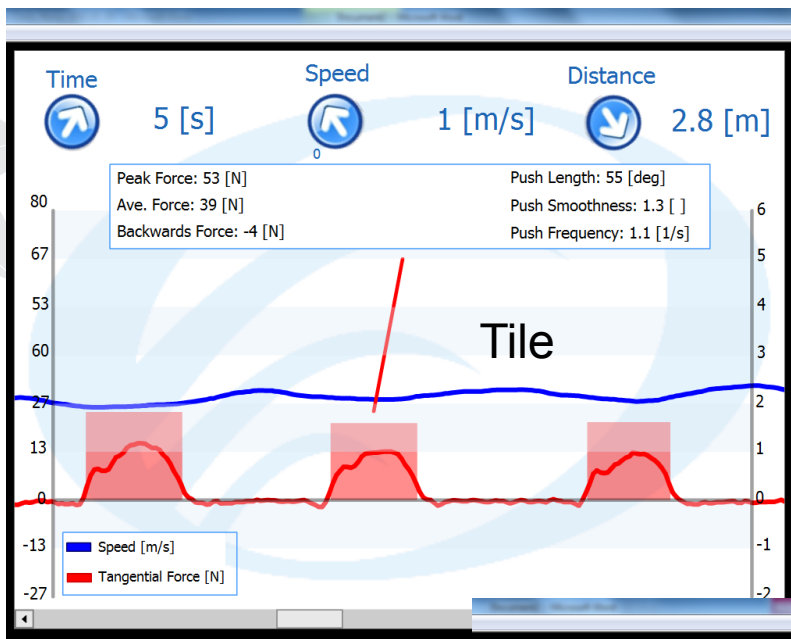 Time Speed Distance
5 [s] 1 [m/s] 2.8 [m]
0
Peak Force: 53 [N] Push Length: 55 [deg]
Ave. Force: 39 [N] Push Smoothness: 1.3 [ ]
Backwards Force: -4 [N] Push Frequency: 1.1 [1/s]
80 6
67 5
53 4
Tile
60 3
27 2
13 1
0 0
-13 -1
Speed [m/s]
Tangential Force [N]
-27 -2